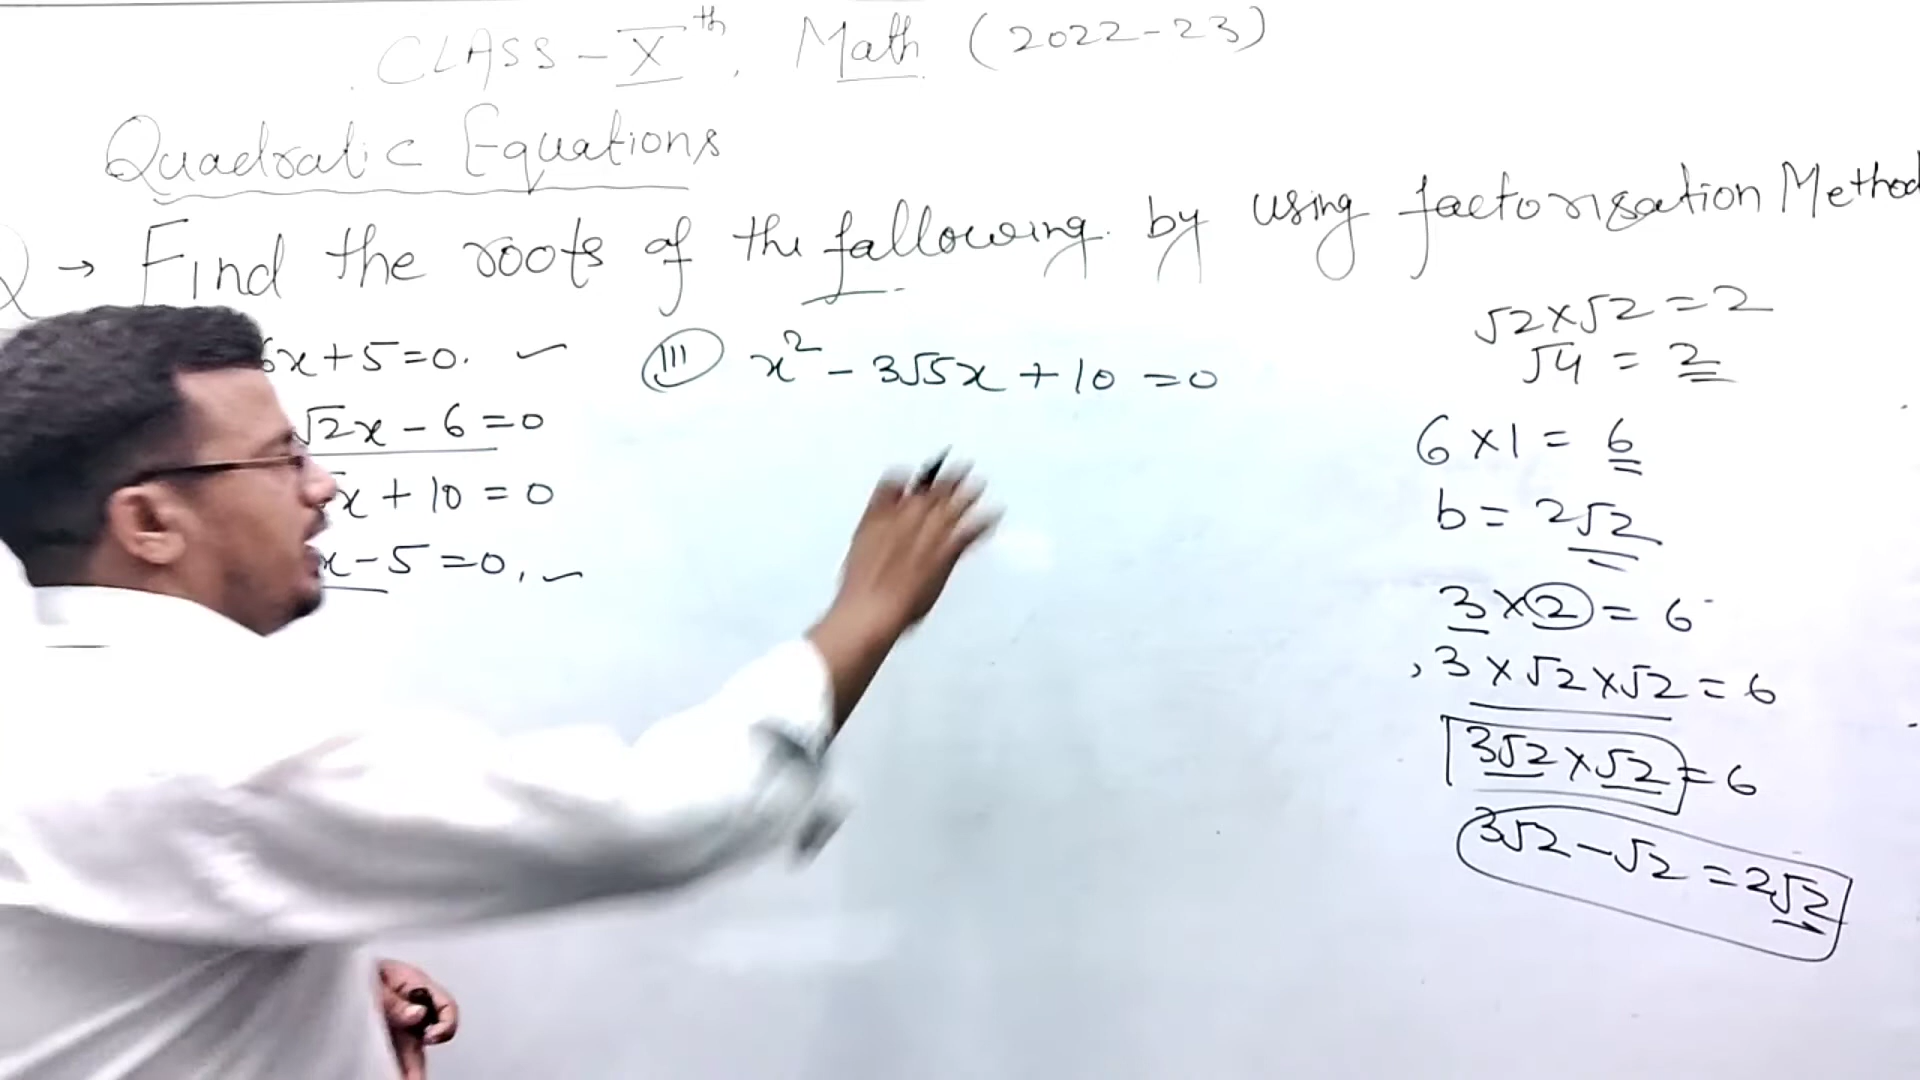 CLASS - Xth, Math (2022-23)
Quadratic Equations
Q → Find the roots of the fallowing by using factorisation Method
6x+5=0.
√2x-6=0
x+10=0
x-5=0.
(III) x²-3√5x+10=0
√2×√2=2
√4=2
6×1=6
b=2√2
3×2=6
,3×√2×√2=6
3√2×√2=6
3√2-√2=2√2